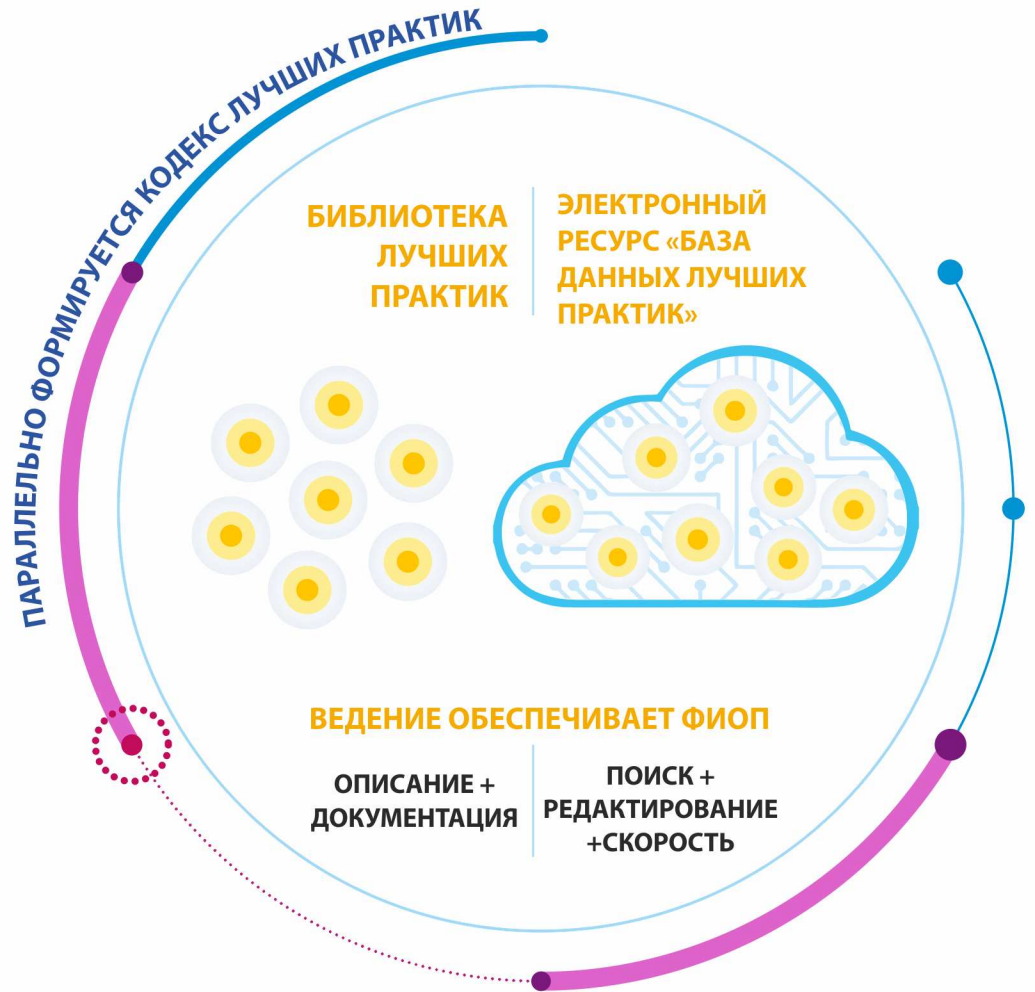 ПАРАЛЛЕЛЬНО ФОРМИРУЕТСЯ КОДЕКС ЛУЧШИХ ПРАКТИК
БИБЛИОТЕКА
ЛУЧШИХ
ПРАКТИК
ЭЛЕКТРОННЫЙ
РЕСУРС «БАЗА
ДАННЫХ ЛУЧШИХ
ПРАКТИК»
ВЕДЕНИЕ ОБЕСПЕЧИВАЕТ ФИОП
ОПИСАНИЕ +
ДОКУМЕНТАЦИЯ
ПОИСК +
РЕДАКТИРОВАНИЕ
+СКОРОСТЬ